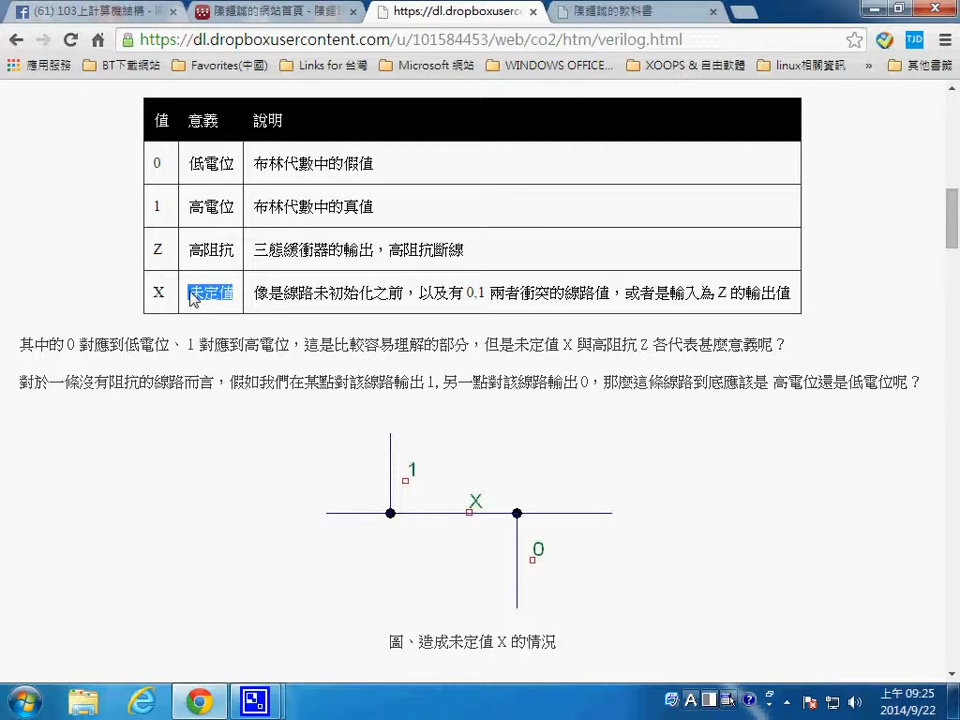 (61) 103上計算機結構 -
陳鍾誠的網站首頁 - 陳鍾
https://dl.dropboxuserc
陳鍾誠的教科書
https://dl.dropboxusercontent.com/u/101584453/web/co2/htm/verilog.html
應用服務 BT下載網站 Favorites(中國) Links for 台灣 Microsoft 網站 WINDOWS OFFICE... XOOPS & 自由軟體 linux相關資訊 » 其他書籤
值 意義 說明
0 低電位 布林代數中的假值
1 高電位 布林代數中的真值
Z 高阻抗 三態緩衝器的輸出，高阻抗斷線
X 未定值 像是線路未初始化之前，以及有 0,1 兩者衝突的線路值，或者是輸入為 Z 的輸出值
其中的 0 對應到低電位、1 對應到高電位，這是比較容易理解的部分，但是未定值 X 與高阻抗 Z 各代表甚麼意義呢？
對於一條沒有阻抗的線路而言，假如我們在某點對該線路輸出 1, 另一點對該線路輸出 0，那麼這條線路到底應該是 高電位還是低電位呢？
1
X
0
圖、造成未定值 X 的情況
上午 09:25
2014/9/22